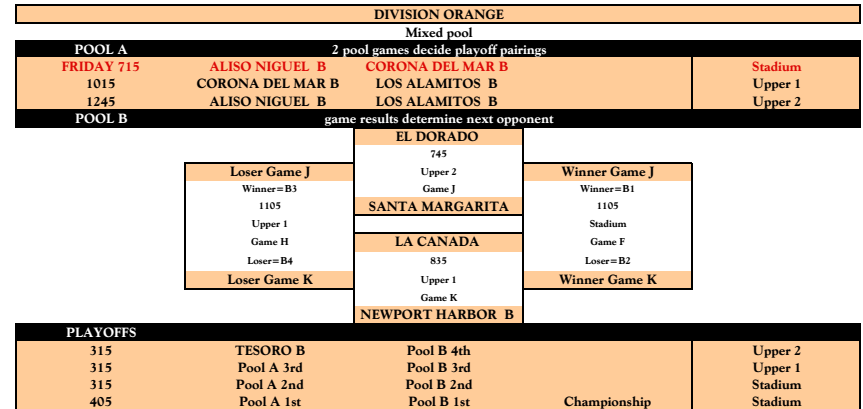 DIVISION ORANGE
Mixed pool
POOL A 2 pool games decide playoff pairings
FRIDAY 715 ALISO NIGUEL B CORONA DEL MAR B Stadium
1015 CORONA DEL MAR B LOS ALAMITOS B Upper 1
1245 ALISO NIGUEL B LOS ALAMITOS B Upper 2
POOL B game results determine next opponent
EL DORADO
745
Loser Game J Upper 2 Winner Game J
Winner=B3 Game J Winner=B1
1105 SANTA MARGARITA 1105
Upper 1 Stadium
Game H LA CANADA Game F
Loser=B4 835 Loser=B2
Loser Game K Upper 1 Winner Game K
Game K
NEWPORT HARBOR B
PLAYOFFS
315 TESORO B Pool B 4th Upper 2
315 Pool A 3rd Pool B 3rd Upper 1
315 Pool A 2nd Pool B 2nd Stadium
405 Pool A 1st Pool B 1st Championship Stadium